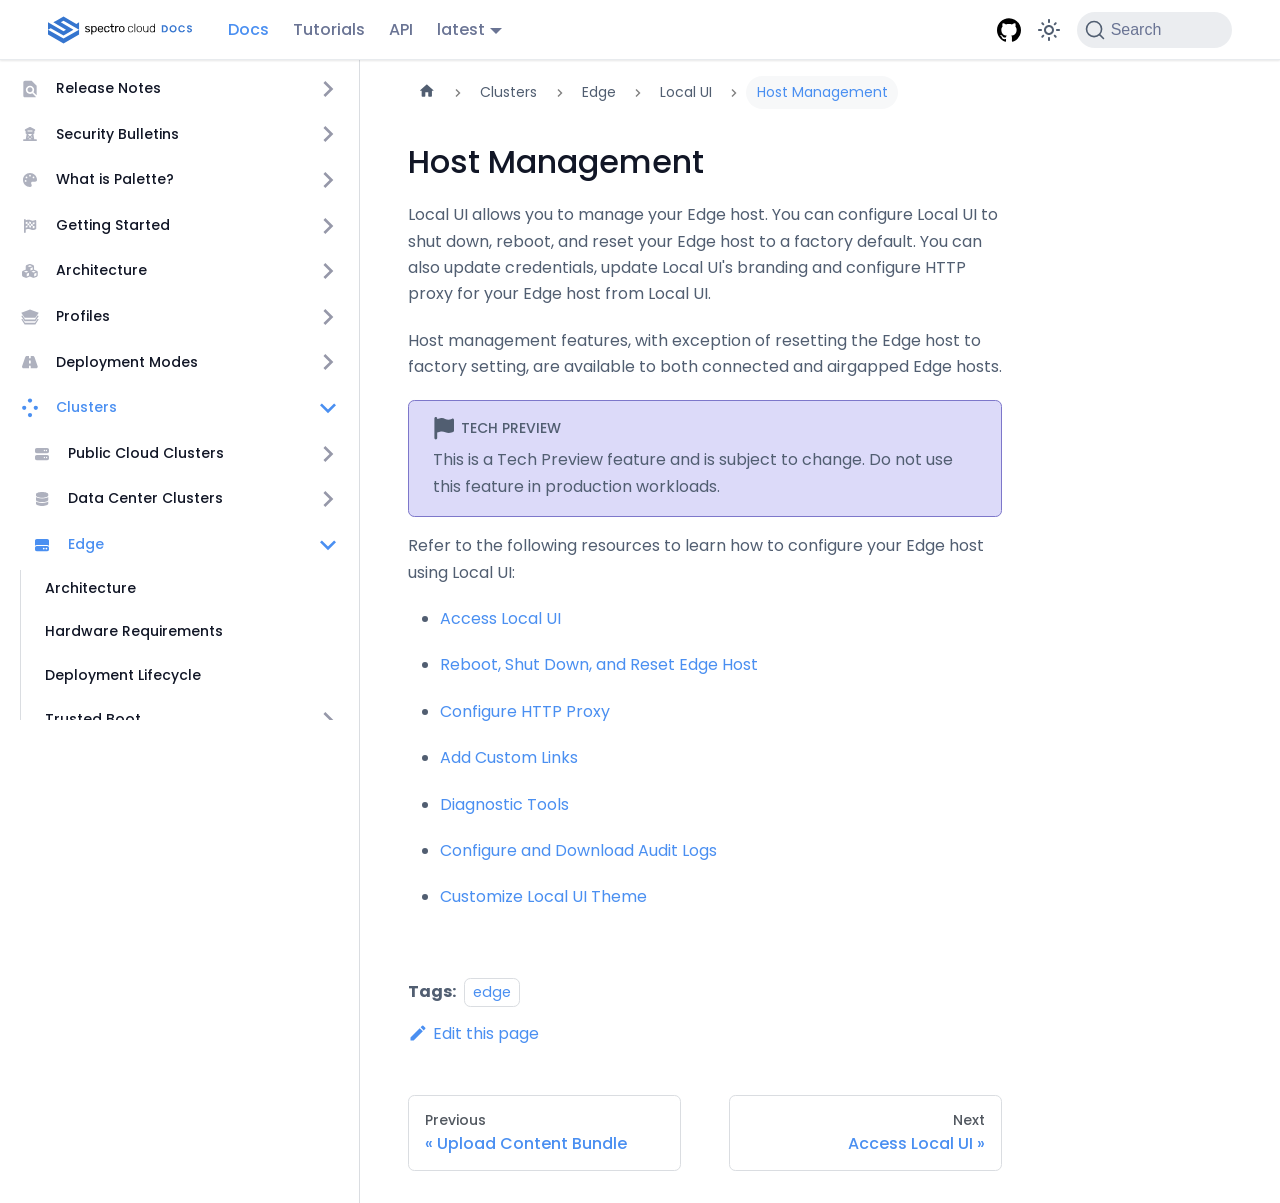 spectro cloud DOCS
Docs
Tutorials
API
latest
Search
Release Notes
Security Bulletins
What is Palette?
Getting Started
Architecture
Profiles
Deployment Modes
Clusters
Public Cloud Clusters
Data Center Clusters
Edge
Architecture
Hardware Requirements
Deployment Lifecycle
Trusted Boot
Clusters
Edge
Local UI
Host Management
Host Management
Local UI allows you to manage your Edge host. You can configure Local UI to
shut down, reboot, and reset your Edge host to a factory default. You can
also update credentials, update Local UI's branding and configure HTTP
proxy for your Edge host from Local UI.
Host management features, with exception of resetting the Edge host to
factory setting, are available to both connected and airgapped Edge hosts.
TECH PREVIEW
This is a Tech Preview feature and is subject to change. Do not use
this feature in production workloads.
Refer to the following resources to learn how to configure your Edge host
using Local UI:
Access Local UI
Reboot, Shut Down, and Reset Edge Host
Configure HTTP Proxy
Add Custom Links
Diagnostic Tools
Configure and Download Audit Logs
Customize Local UI Theme
Tags: edge
Edit this page
Previous
« Upload Content Bundle
Next
Access Local UI »